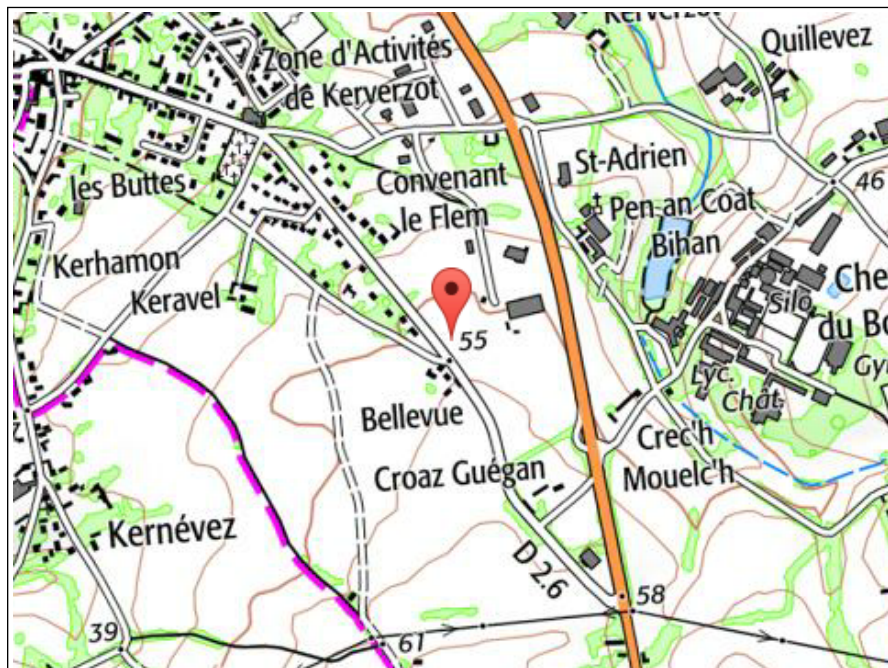 Kerverzot
Quillevez
Zone d'Activités
de Kerverzot
St-Adrien
les Buttes
Convenant
le Flem
Pen an Coat
Bihan
46
Kerhamon
Keravel
Silo
Che
du Bo
55
Lyc.
Chât.
Gy
Bellevue
Crec'h
Mouelc'h
Croaz Guégan
Kernévez
D 2.6
58
39
61